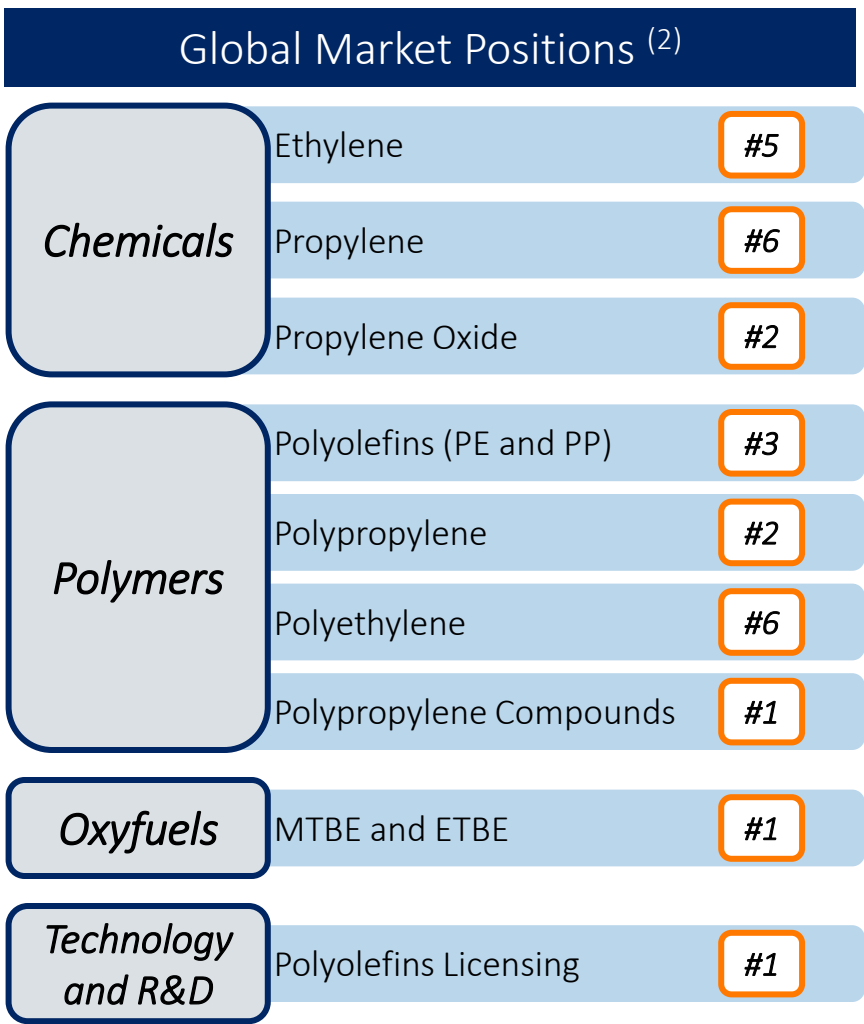 Global Market Positions (2)
Chemicals
Ethylene #5
Propylene #6
Propylene Oxide #2
Polymers
Polyolefins (PE and PP) #3
Polypropylene #2
Polyethylene #6
Polypropylene Compounds #1
Oxyfuels
MTBE and ETBE #1
Technology
and R&D
Polyolefins Licensing #1